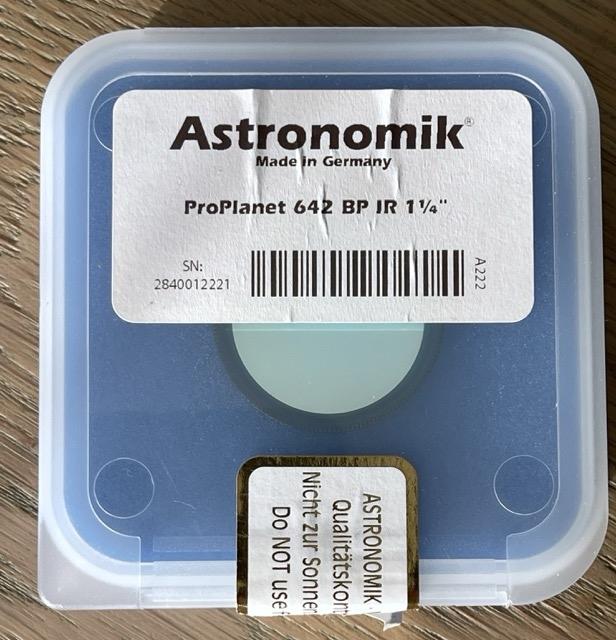 Astronomik®
Made in Germany
ProPlanet 642 BP IR 1¼"
SN:
2840012221
A222
ASTRONOMIK
Qualitätskon
Nicht zur Sonnen
Do NOT use